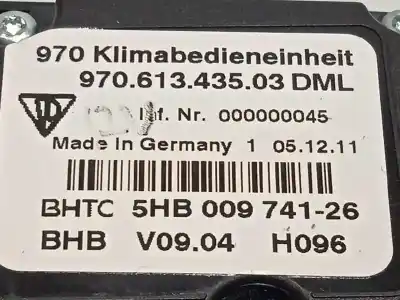 970 Klimabedieneinheit
970.613.435.03 DML
Inf. Nr. 000000045
Made In Germany 1 05.12.11
BHTC 5HB 009 741-26
BHB V09.04 H096